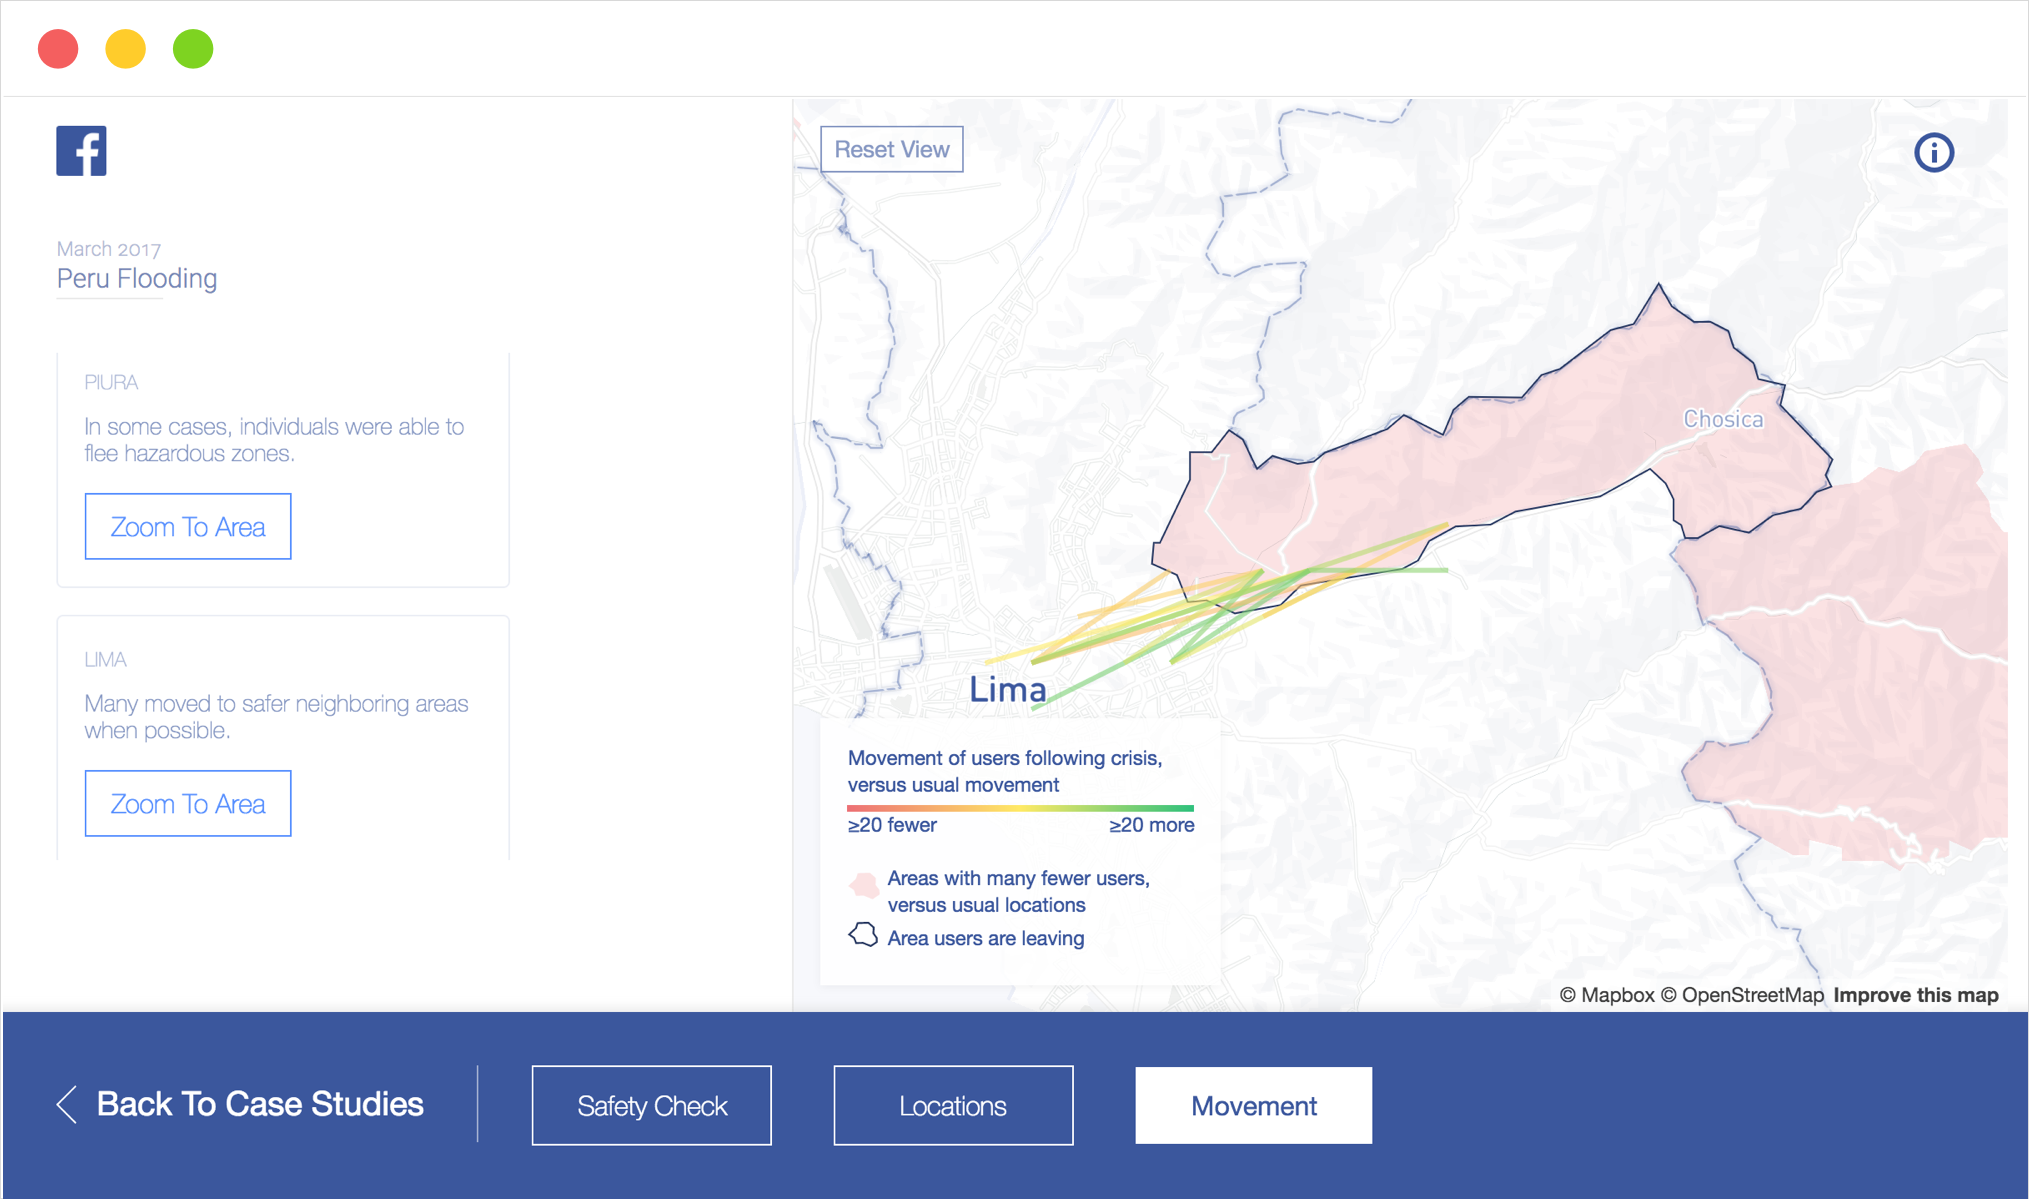 March 2017
Peru Flooding
PIURA
In some cases, individuals were able to
flee hazardous zones.
Zoom To Area
LIMA
Many moved to safer neighboring areas
when possible.
Zoom To Area
Reset View
Chosica
Lima
Movement of users following crisis,
versus usual movement
≥20 fewer
≥20 more
Areas with many fewer users,
versus usual locations
Area users are leaving
© Mapbox © OpenStreetMap Improve this map
Back To Case Studies
Safety Check
Locations
Movement